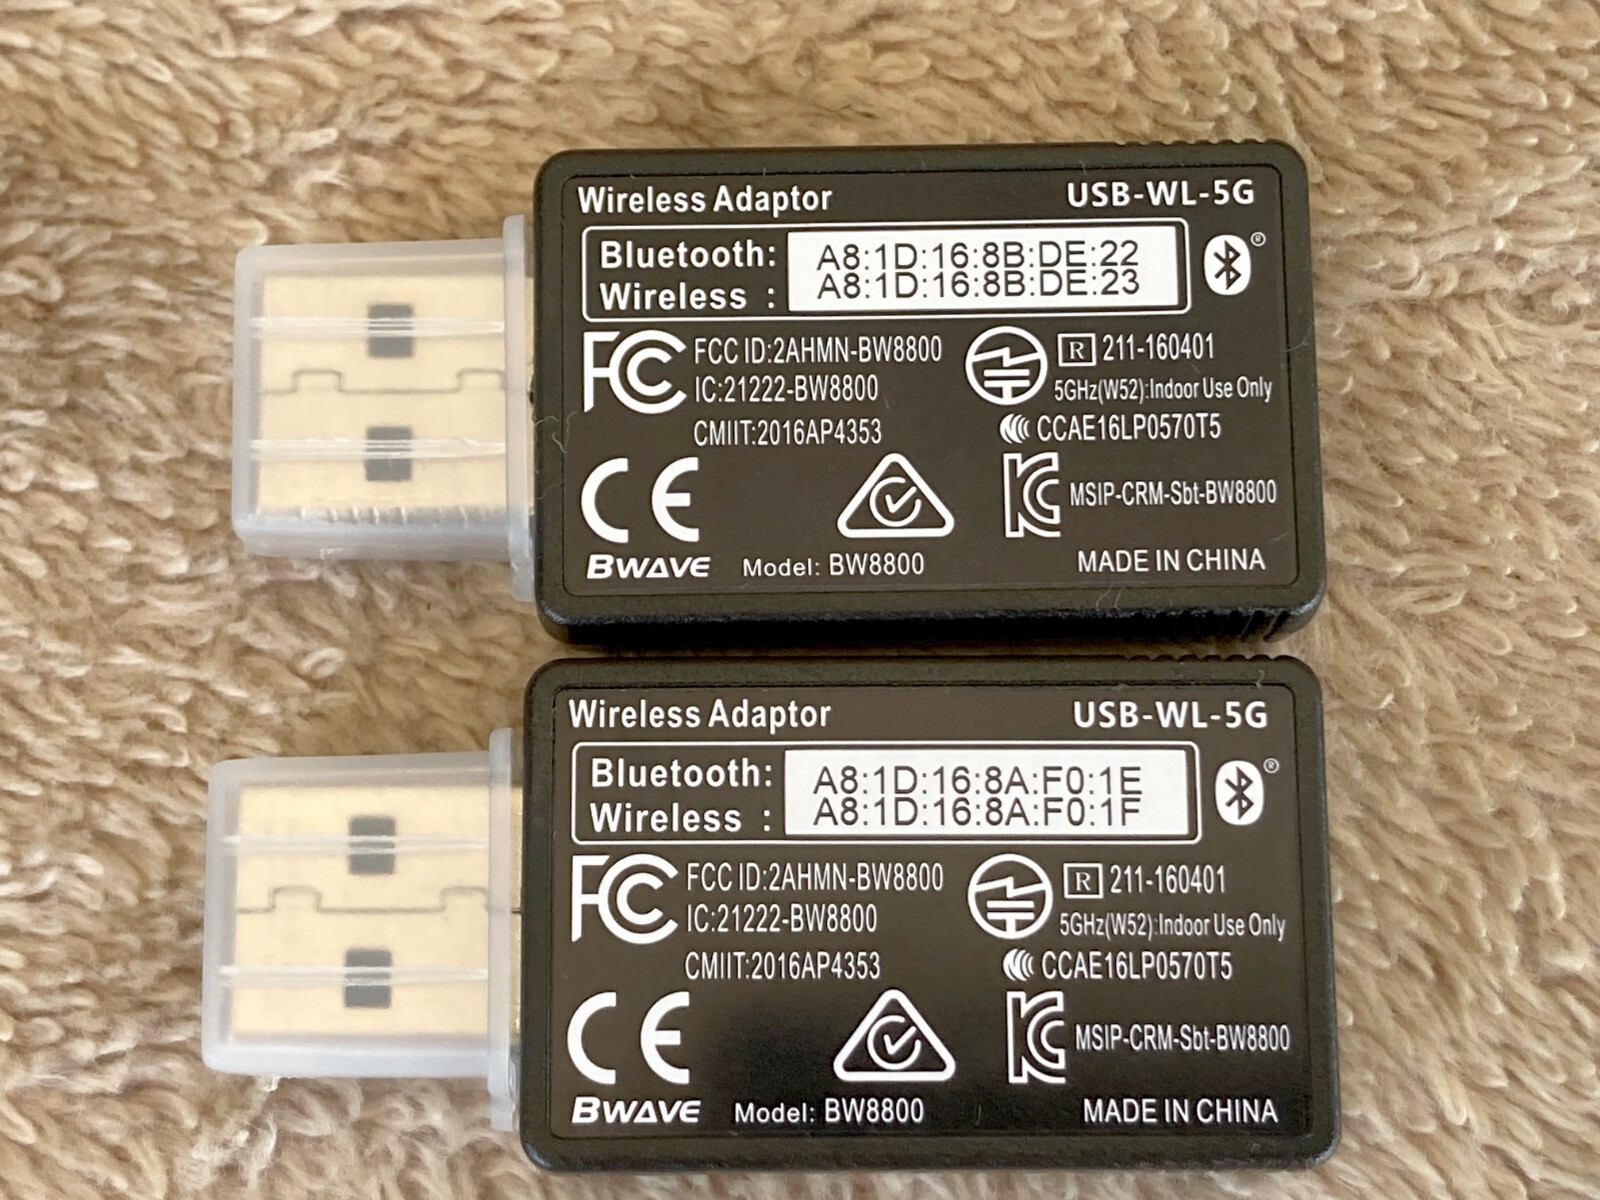 Wireless Adaptor USB-WL-5G
Bluetooth: A8:1D:16:8B:DE:22
Wireless : A8:1D:16:8B:DE:23
®
FC FCC ID:2AHMN-BW8800
IC:21222-BW8800
R 211-160401
5GHz(W52):Indoor Use Only
CMIIT:2016AP4353
CCAE16LP0570T5
CE
MSIP-CRM-Sbt-BW8800
BWAVE Model: BW8800 MADE IN CHINA
Wireless Adaptor USB-WL-5G
Bluetooth: A8:1D:16:8A:F0:1E
Wireless : A8:1D:16:8A:F0:1F
®
FC FCC ID:2AHMN-BW8800
IC:21222-BW8800
R 211-160401
5GHz(W52):Indoor Use Only
CMIIT:2016AP4353
CCAE16LP0570T5
CE
MSIP-CRM-Sbt-BW8800
BWAVE Model: BW8800 MADE IN CHINA